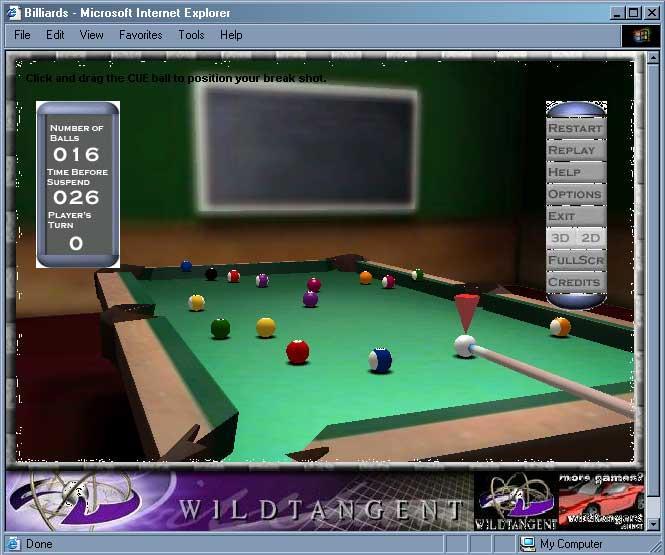 Billiards - Microsoft Internet Explorer
File Edit View Favorites Tools Help
Click and drag the CUE ball to position your break shot.
NUMBER OF
BALLS
016
TIME BEFORE
SUSPEND
026
PLAYER'S
TURN
0
RESTART
REPLAY
HELP
OPTIONS
EXIT
3D 2D
FULLSCR
CREDITS
WILDTANGENT
WILDTANGENT
more games?
wildtangent
Done
My Computer